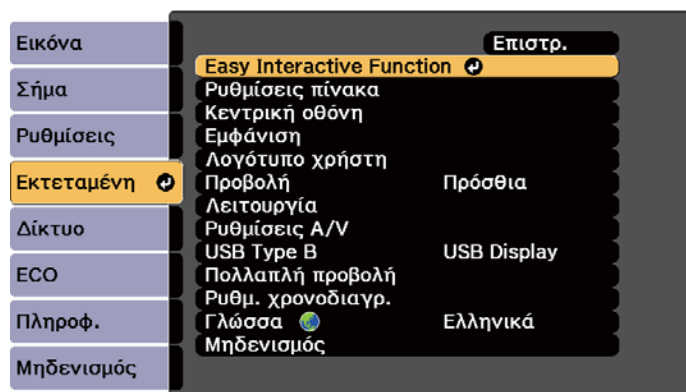 Εικόνα
Σήμα
Ρυθμίσεις
Εκτεταμένη
Δίκτυο
ECO
Πληροφ.
Μηδενισμός
Επιστρ.
Easy Interactive Function
Ρυθμίσεις πίνακα
Κεντρική οθόνη
Εμφάνιση
Λογότυπο χρήστη
Προβολή Πρόσθια
Λειτουργία
Ρυθμίσεις A/V
USB Type B USB Display
Πολλαπλή προβολή
Ρυθμ. χρονοδιαγρ.
Γλώσσα Ελληνικά
Μηδενισμός